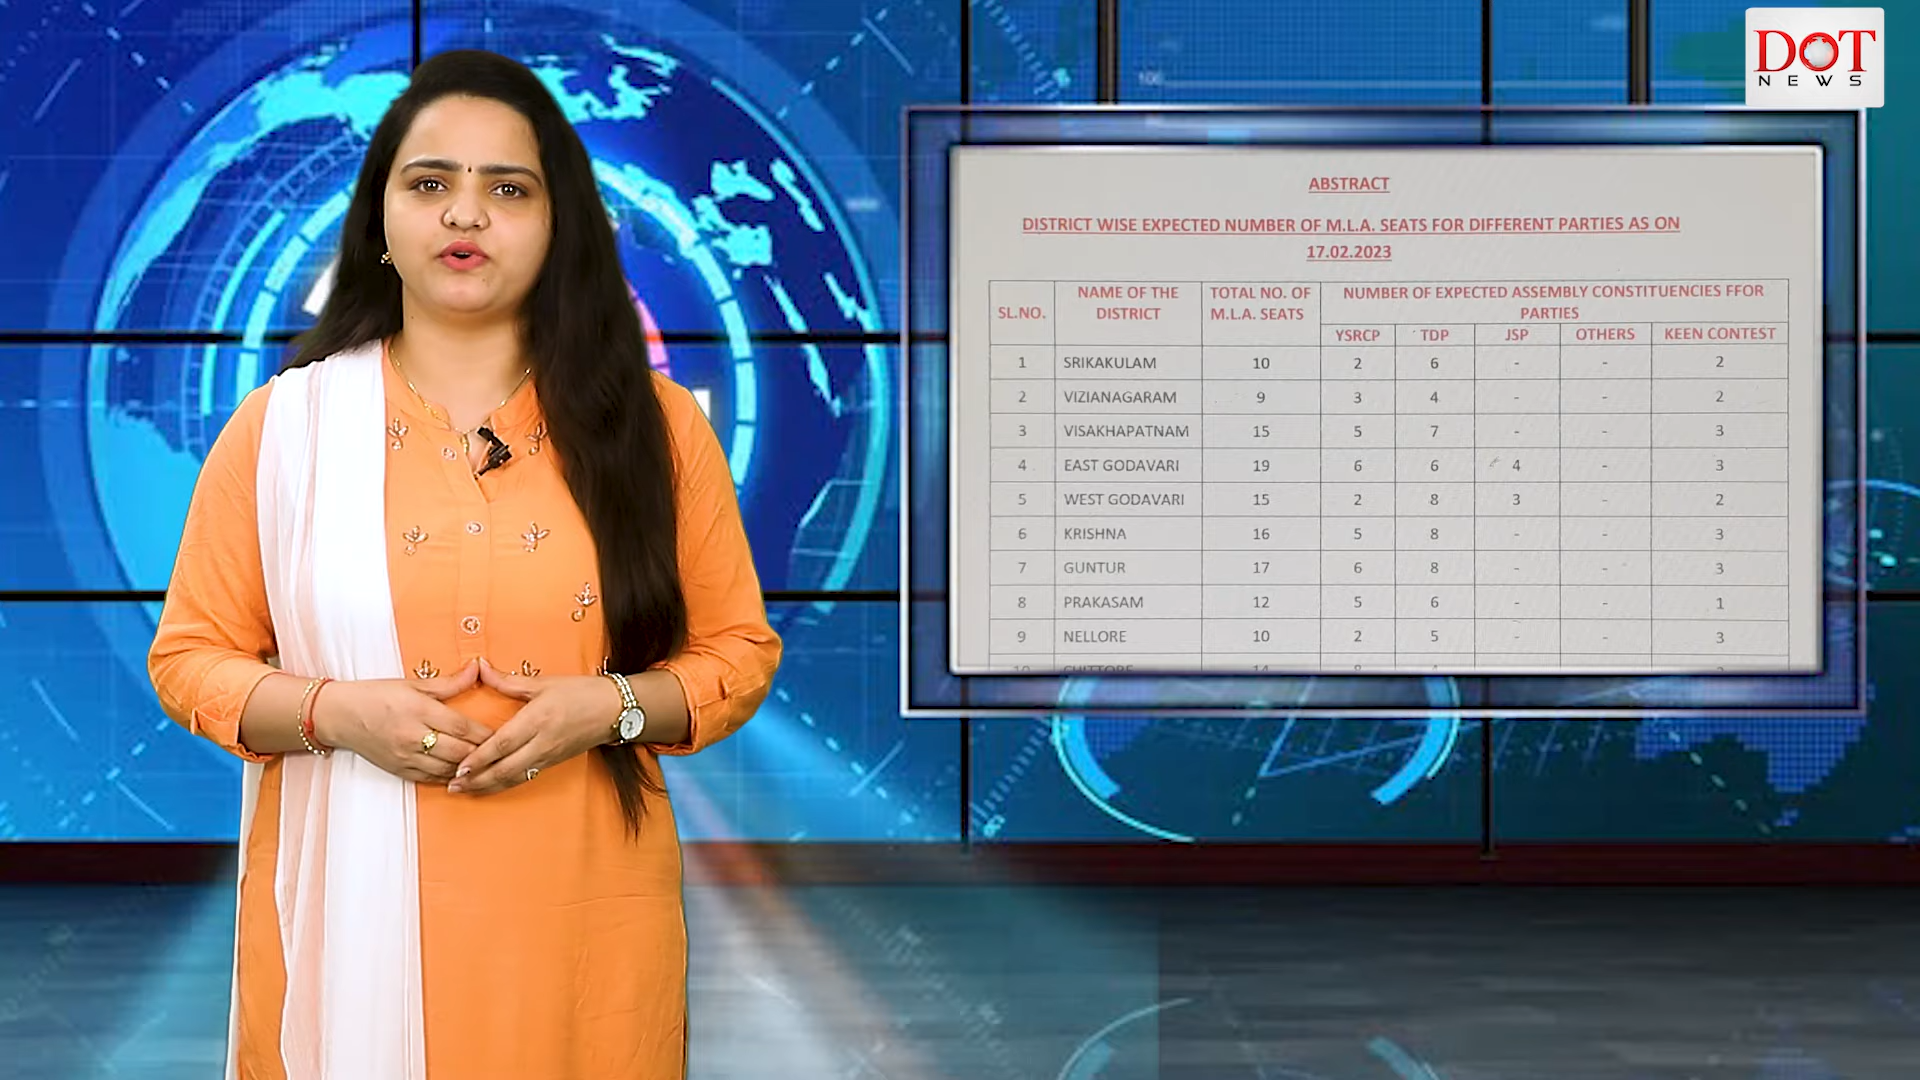 DOT
NEWS
ABSTRACT
DISTRICT WISE EXPECTED NUMBER OF M.L.A. SEATS FOR DIFFERENT PARTIES AS ON
17.02.2023
SL.NO. NAME OF THE DISTRICT TOTAL NO. OF M.L.A. SEATS NUMBER OF EXPECTED ASSEMBLY CONSTITUENCIES FFOR PARTIES
YSRCP TDP JSP OTHERS KEEN CONTEST
1 SRIKAKULAM 10 2 6 - - 2
2 VIZIANAGARAM 9 3 4 - - 2
3 VISAKHAPATNAM 15 5 7 - - 3
4 EAST GODAVARI 19 6 6 4 - 3
5 WEST GODAVARI 15 2 8 3 - 2
6 KRISHNA 16 5 8 - - 3
7 GUNTUR 17 6 8 - - 3
8 PRAKASAM 12 5 6 - - 1
9 NELLORE 10 2 5 - - 3